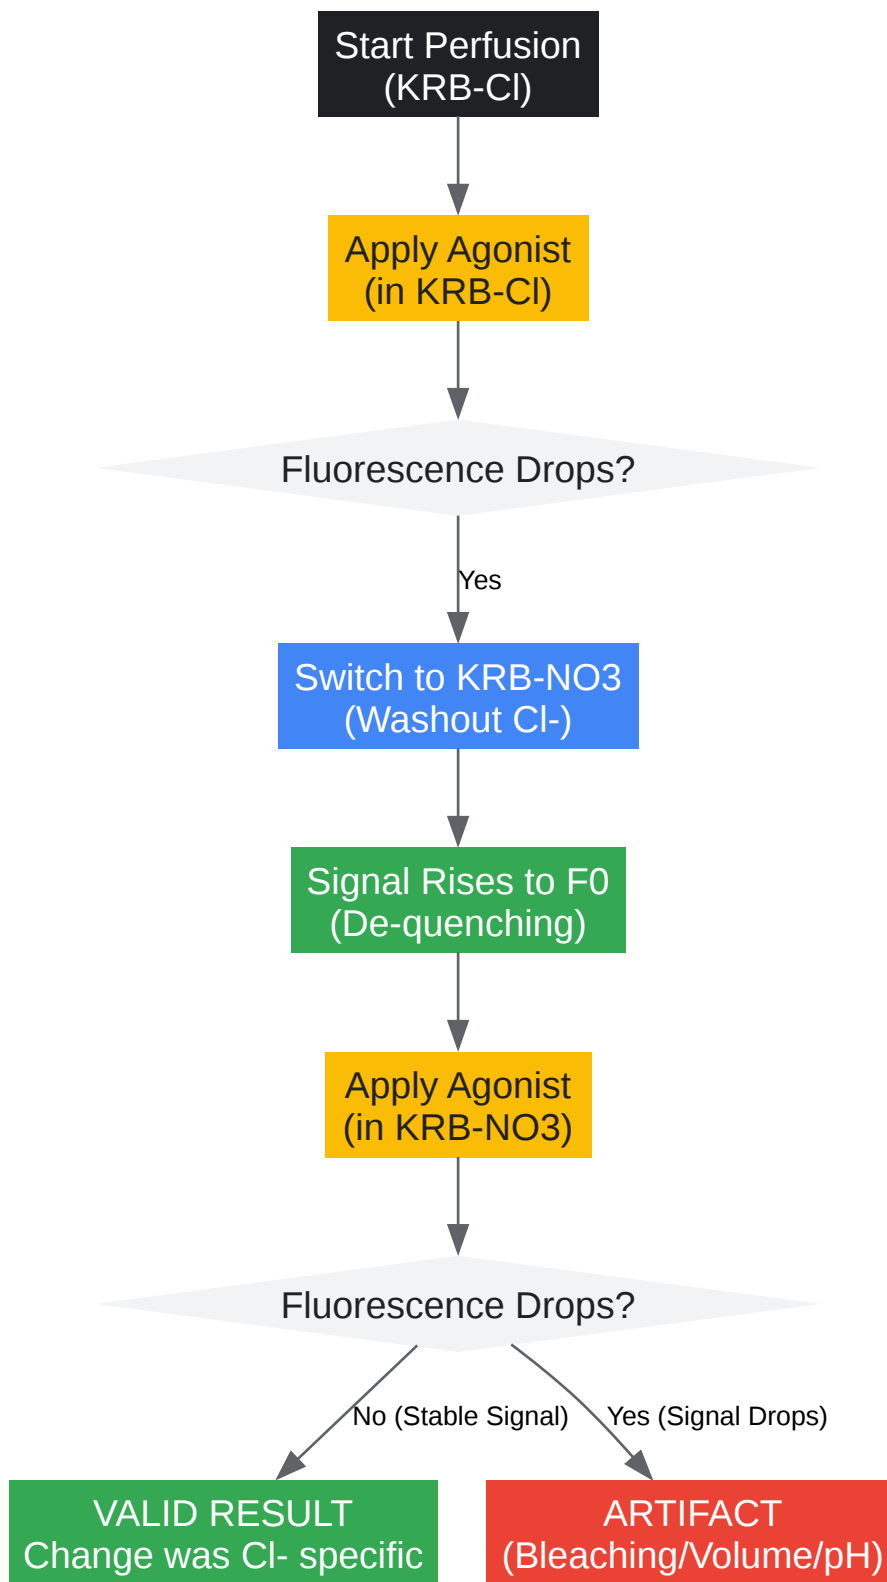 Start Perfusion
(KRB-Cl)
Apply Agonist
(in KRB-Cl)
Fluorescence Drops?
Yes
Switch to KRB-NO3
(Washout Cl-)
Signal Rises to F0
(De-quenching)
Apply Agonist
(in KRB-NO3)
Fluorescence Drops?
No (Stable Signal)
Yes (Signal Drops)
VALID RESULT
Change was Cl- specific
ARTIFACT
(Bleaching/Volume/pH)